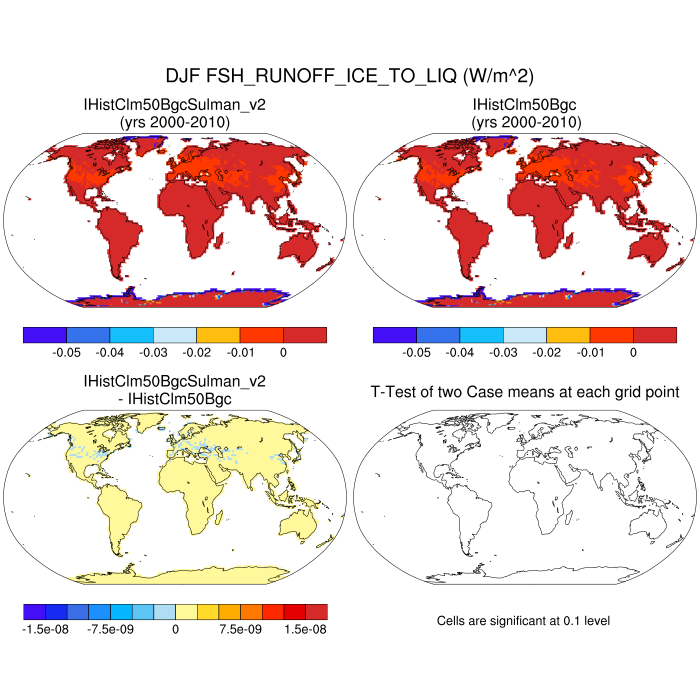 DJF FSH_RUNOFF_ICE_TO_LIQ (W/m^2)
IHistClm50BgcSulman_v2
(yrs 2000-2010)
IHistClm50Bgc
(yrs 2000-2010)
-0.05 -0.04 -0.03 -0.02 -0.01 0
-0.05 -0.04 -0.03 -0.02 -0.01 0
IHistClm50BgcSulman_v2
- IHistClm50Bgc
T-Test of two Case means at each grid point
-1.5e-08 -7.5e-09 0 7.5e-09 1.5e-08
Cells are significant at 0.1 level